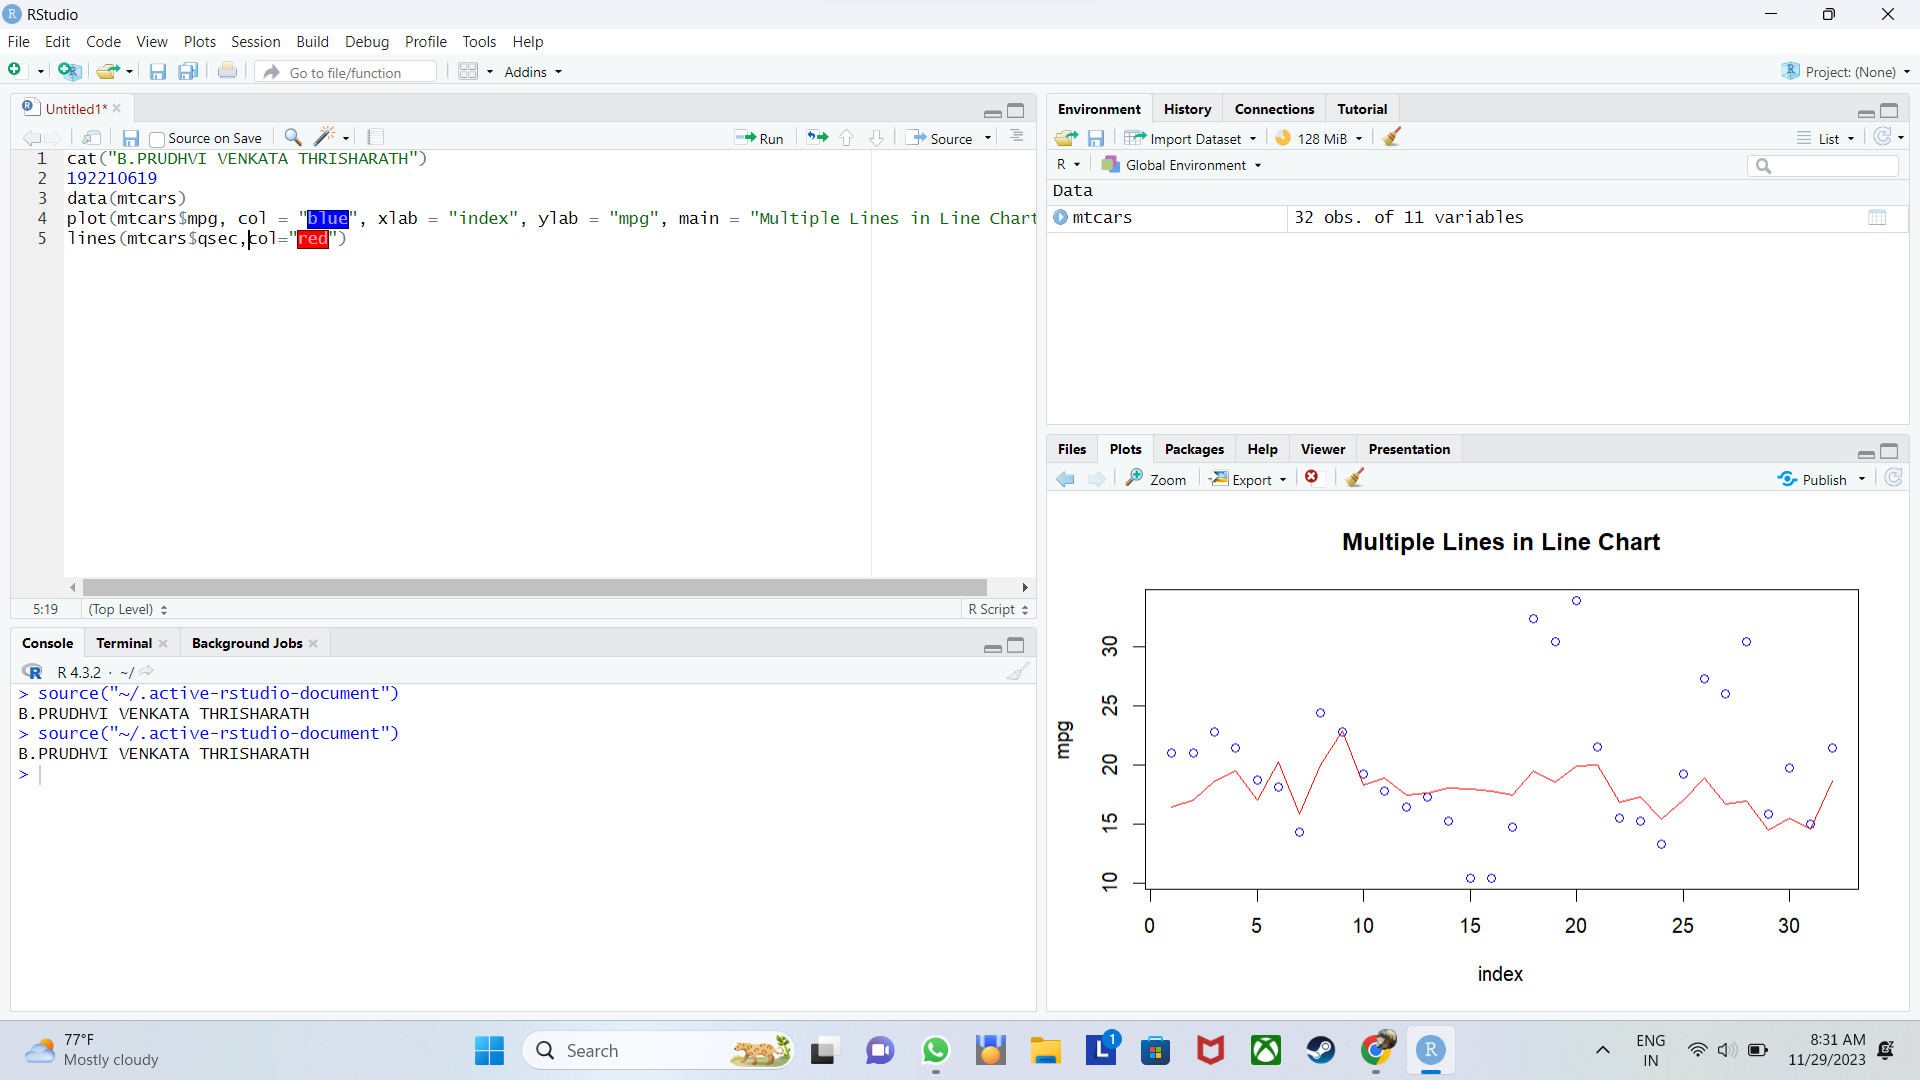 RStudio
File Edit Code View Plots Session Build Debug Profile Tools Help
Go to file/function Addins Project: (None)
Untitled1*
Source on Save Run Source
1 cat("B.PRUDHVI VENKATA THRISHARATH")
2 192210619
3 data(mtcars)
4 plot(mtcars$mpg, col = "blue", xlab = "index", ylab = "mpg", main = "Multiple Lines in Line Chart
5 lines(mtcars$qsec,col="red")
5:19 (Top Level) R Script
Console Terminal Background Jobs
R 4.3.2 · ~/
> source("~/.active-rstudio-document")
B.PRUDHVI VENKATA THRISHARATH
> source("~/.active-rstudio-document")
B.PRUDHVI VENKATA THRISHARATH
>
Environment History Connections Tutorial
Import Dataset 128 MiB List
R Global Environment
Data
mtcars 32 obs. of 11 variables
Files Plots Packages Help Viewer Presentation
Zoom Export Publish
Multiple Lines in Line Chart
mpg
30
25
20
15
10
0 5 10 15 20 25 30
index
77°F
Mostly cloudy
Search
L 1
R
ENG
IN
8:31 AM
11/29/2023